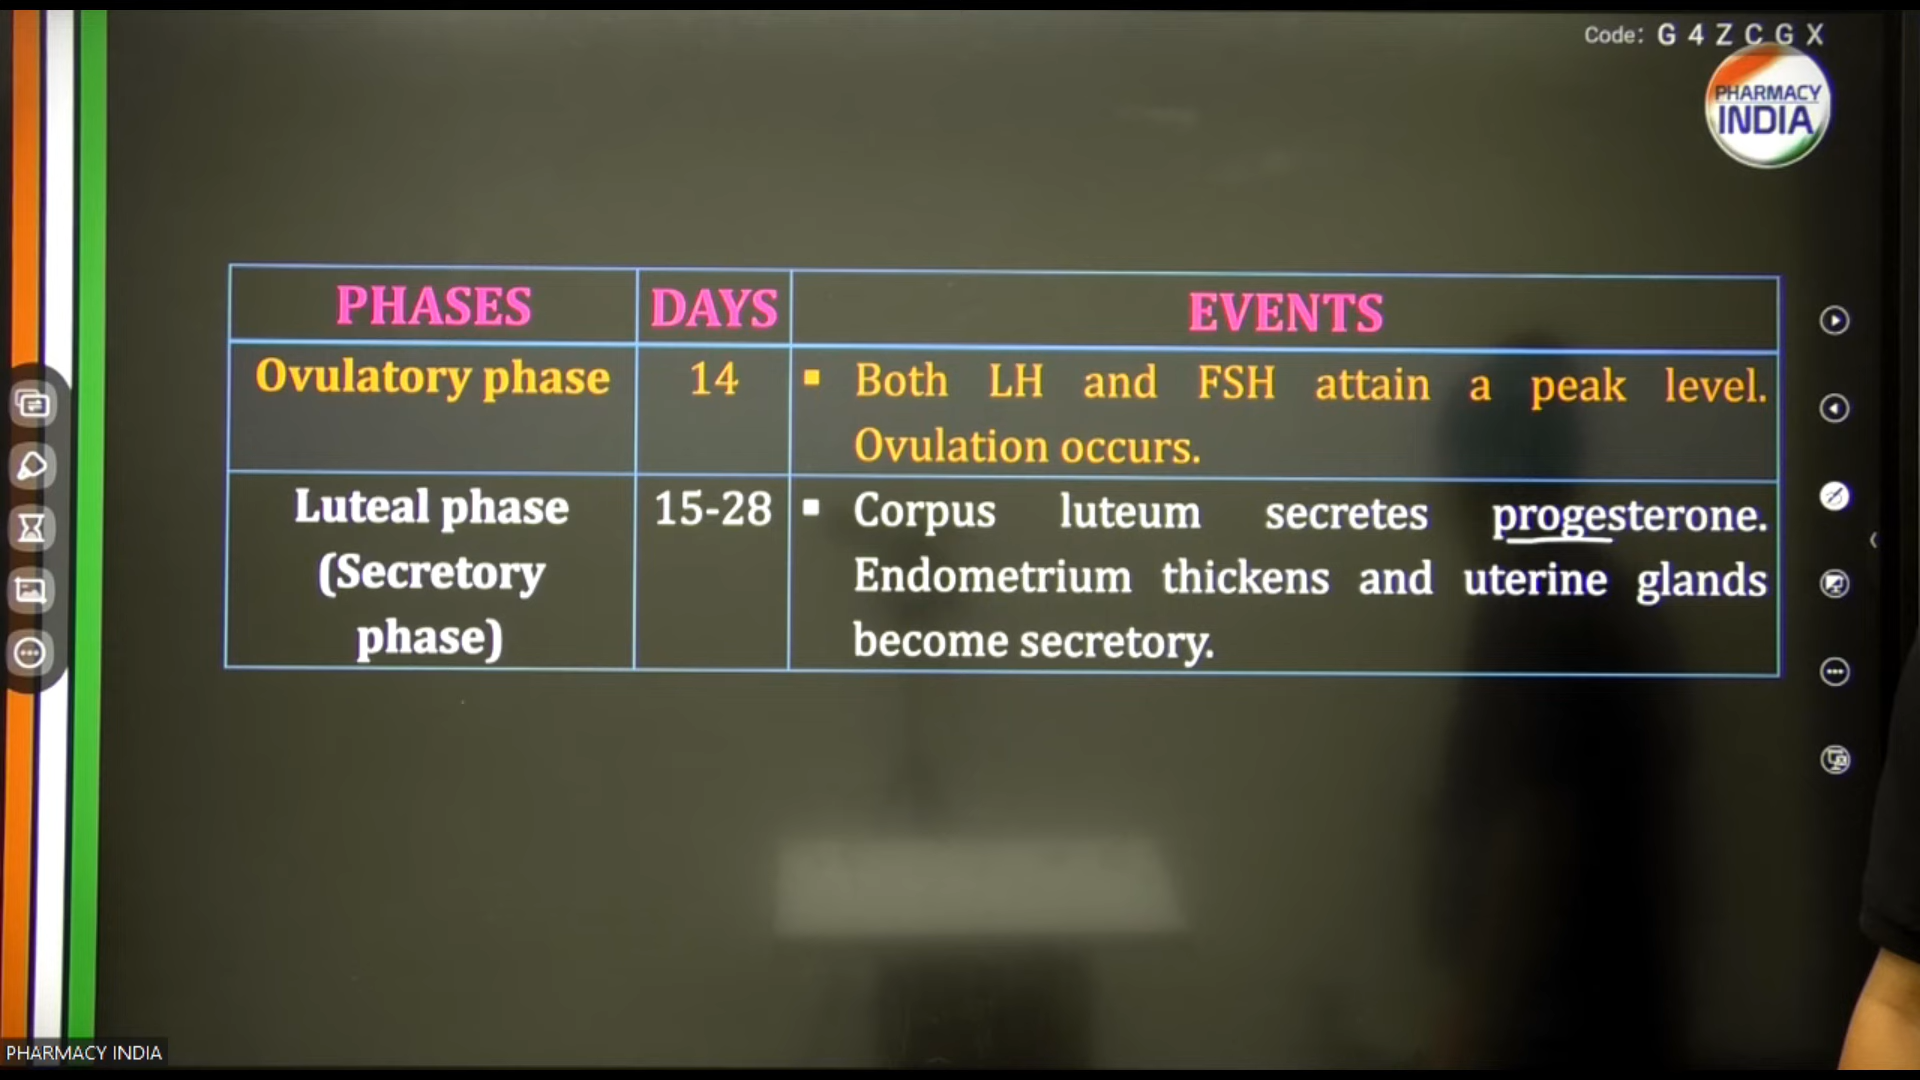 Code: G 4 Z C G X
PHARMACY
INDIA
PHASES DAYS EVENTS
Ovulatory phase 14 ▪ Both LH and FSH attain a peak level.
Ovulation occurs.
Luteal phase 15-28 ▪ Corpus luteum secretes progesterone.
(Secretory Endometrium thickens and uterine glands
phase) become secretory.
PHARMACY INDIA